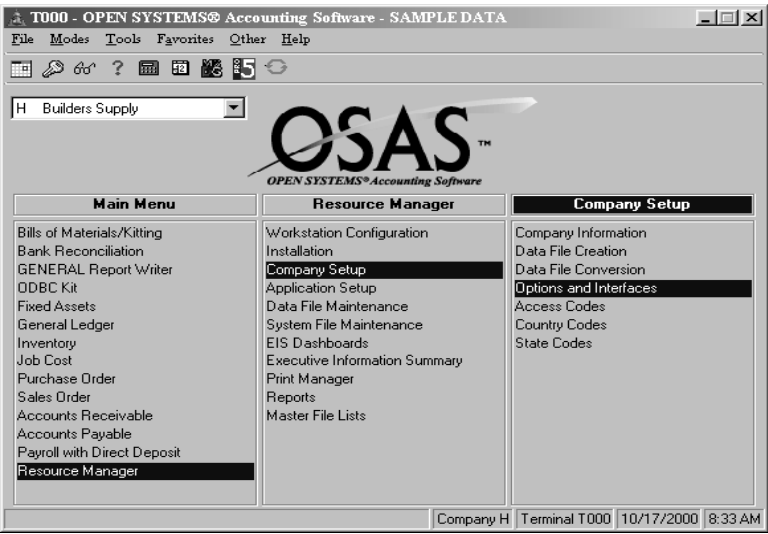 T000 - OPEN SYSTEMS® Accounting Software - SAMPLE DATA
File Modes Tools Favorites Other Help
H Builders Supply
OSAS™
OPEN SYSTEMS® Accounting Software
Main Menu
Bills of Materials/Kitting
Bank Reconciliation
GENERAL Report Writer
ODBC Kit
Fixed Assets
General Ledger
Inventory
Job Cost
Purchase Order
Sales Order
Accounts Receivable
Accounts Payable
Payroll with Direct Deposit
Resource Manager
Resource Manager
Workstation Configuration
Installation
Company Setup
Application Setup
Data File Maintenance
System File Maintenance
EIS Dashboards
Executive Information Summary
Print Manager
Reports
Master File Lists
Company Setup
Company Information
Data File Creation
Data File Conversion
Options and Interfaces
Access Codes
Country Codes
State Codes
Company H Terminal T000 10/17/2000 8:33 AM